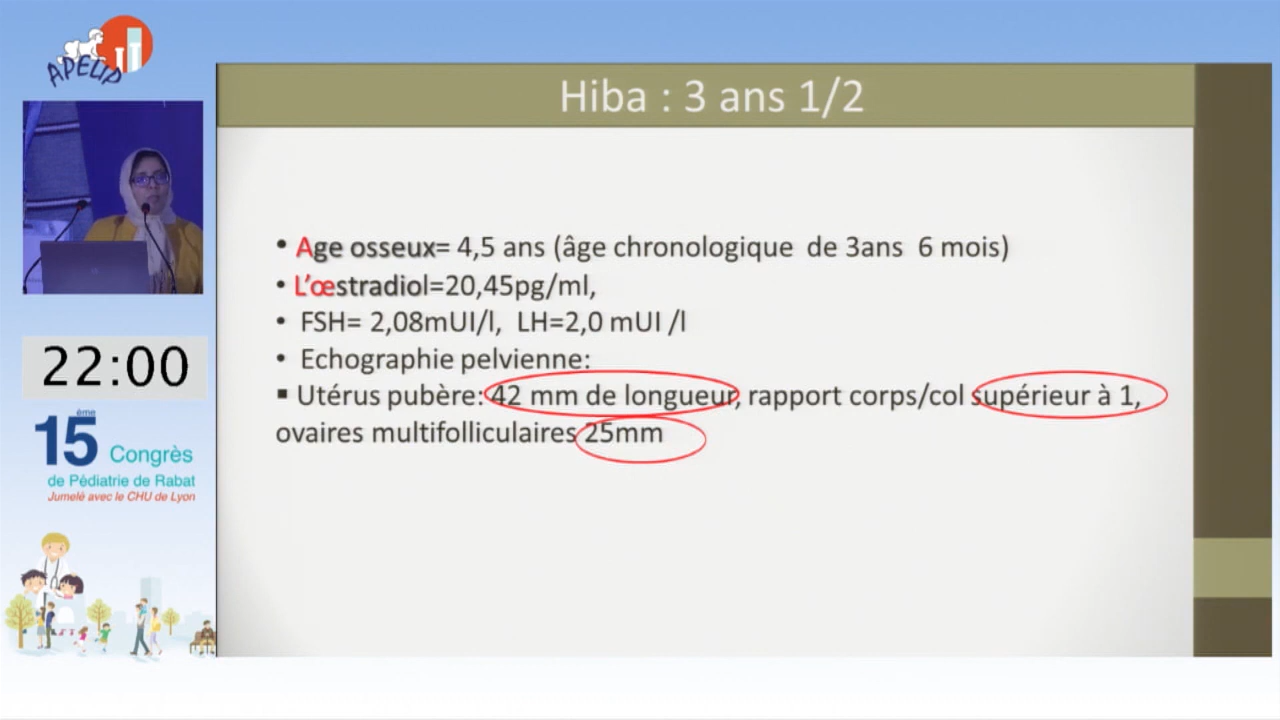 APEUP
Hiba : 3 ans 1/2
• Age osseux= 4,5 ans (âge chronologique de 3ans 6 mois)
• L'œstradiol=20,45pg/ml,
• FSH= 2,08mUI/l, LH=2,0 mUI /l
• Echographie pelvienne:
▪ Utérus pubère: 42 mm de longueur, rapport corps/col supérieur à 1,
ovaires multifolliculaires 25mm
22:00
15ème Congrès
de Pédiatrie de Rabat
Jumelé avec le CHU de Lyon